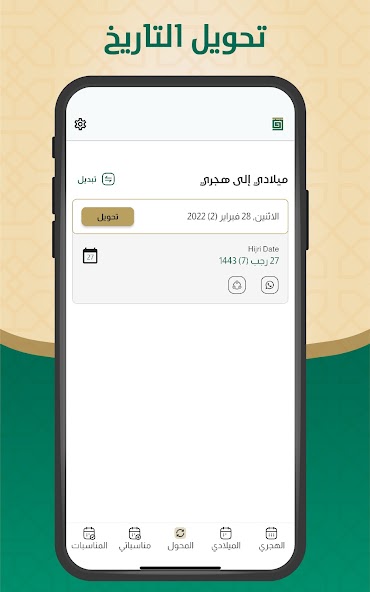 تحويل التاريخ
ميلادي إلى هجري
تبديل
الاثنين, 28 فبراير (2) 2022
تحويل
Hijri Date
27 رجب (7) 1443
27
الهجري
الميلادي
المحول
مناسباتي
المناسبات